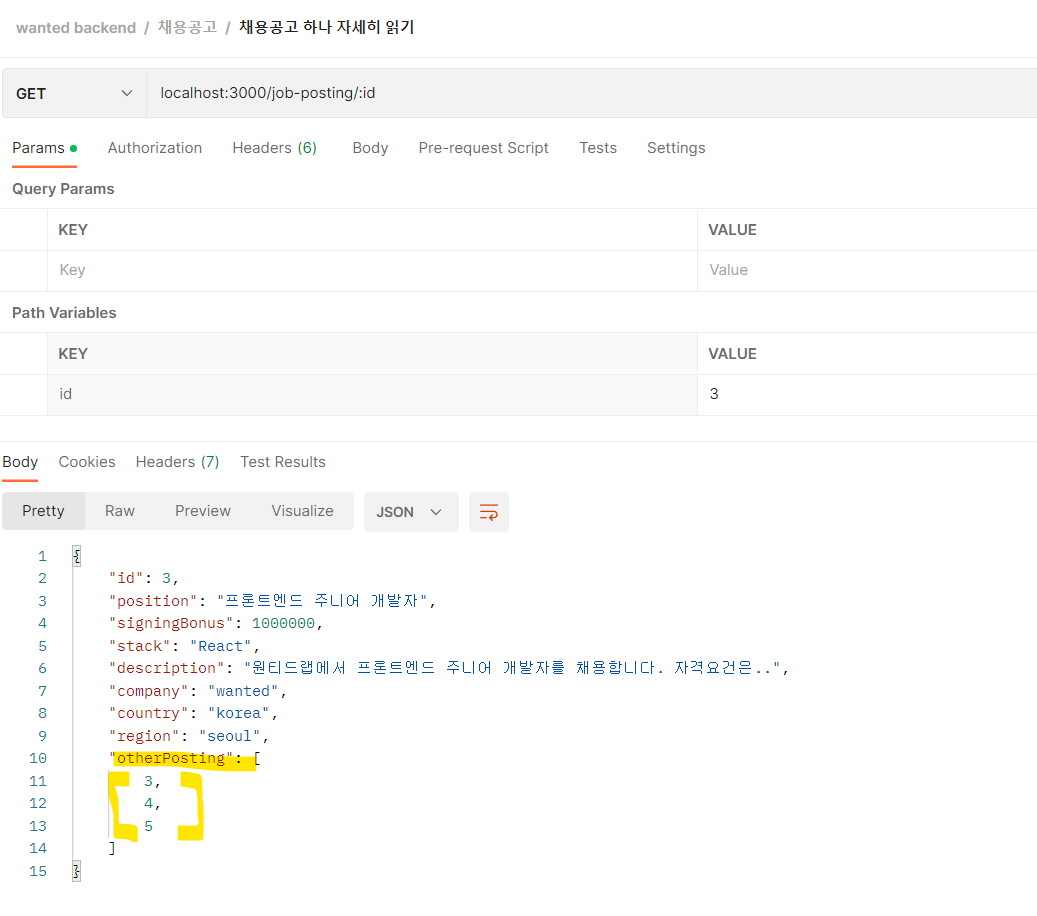 wanted backend / 채용공고 / 채용공고 하나 자세히 읽기
GET localhost:3000/job-posting/:id
Params Authorization Headers (6) Body Pre-request Script Tests Settings
Query Params
KEY VALUE
Key Value
Path Variables
KEY VALUE
id 3
Body Cookies Headers (7) Test Results
Pretty Raw Preview Visualize JSON
1 {
2 "id": 3,
3 "position": "프론트엔드 주니어 개발자",
4 "signingBonus": 1000000,
5 "stack": "React",
6 "description": "원티드랩에서 프론트엔드 주니어 개발자를 채용합니다. 자격요건은..",
7 "company": "wanted",
8 "country": "korea",
9 "region": "seoul",
10 "otherPosting": [
11 3,
12 4,
13 5
14 ]
15 }